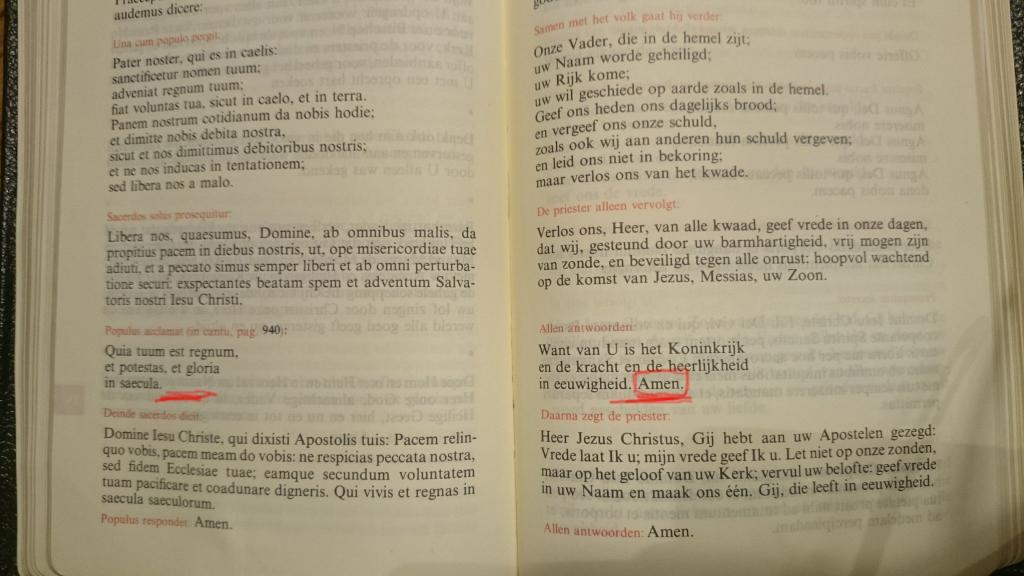 audemus dicere:
Una cum populo pergit:
Pater noster, qui es in caelis:
sanctificetur nomen tuum;
adveniat regnum tuum;
fiat voluntas tua, sicut in caelo, et in terra.
Panem nostrum cotidianum da nobis hodie;
et dimitte nobis debita nostra,
sicut et nos dimittimus debitoribus nostris;
et ne nos inducas in tentationem;
sed libera nos a malo.
Sacerdos solus prosequitur:
Libera nos, quaesumus, Domine, ab omnibus malis, da
propitius pacem in diebus nostris, ut, ope misericordiae tuae
adiuti, et a peccato simus semper liberi et ab omni perturba-
tione securi: exspectantes beatam spem et adventum Salva-
toris nostri Iesu Christi.
Populus acclamat (in cantu, pag. 940):
Quia tuum est regnum,
et potestas, et gloria
in saecula.
Deinde sacerdos dicit:
Domine Iesu Christe, qui dixisti Apostolis tuis: Pacem relin-
quo vobis, pacem meam do vobis: ne respicias peccata nostra,
sed fidem Ecclesiae tuae; eamque secundum voluntatem
tuam pacificare et coadunare digneris. Qui vivis et regnas in
saecula saeculorum.
Populus respondet: Amen.
Samen met het volk gaat hij verder:
Onze Vader, die in de hemel zijt;
uw Naam worde geheiligd;
uw Rijk kome;
uw wil geschiede op aarde zoals in de hemel.
Geef ons heden ons dagelijks brood;
en vergeef ons onze schuld,
zoals ook wij aan anderen hun schuld vergeven;
en leid ons niet in bekoring;
maar verlos ons van het kwade.
De priester alleen vervolgt:
Verlos ons, Heer, van alle kwaad, geef vrede in onze dagen,
dat wij, gesteund door uw barmhartigheid, vrij mogen zijn
van zonde, en beveiligd tegen alle onrust: hoopvol wachtend
op de komst van Jezus, Messias, uw Zoon.
Allen antwoorden:
Want van U is het Koninkrijk
en de kracht en de heerlijkheid
in eeuwigheid. Amen.
Daarna zegt de priester:
Heer Jezus Christus, Gij hebt aan uw Apostelen gezegd:
Vrede laat Ik u; mijn vrede geef Ik u. Let niet op onze zonden,
maar op het geloof van uw Kerk; vervul uw belofte: geef vrede
in uw Naam en maak ons één. Gij, die leeft in eeuwigheid.
Allen antwoorden: Amen.